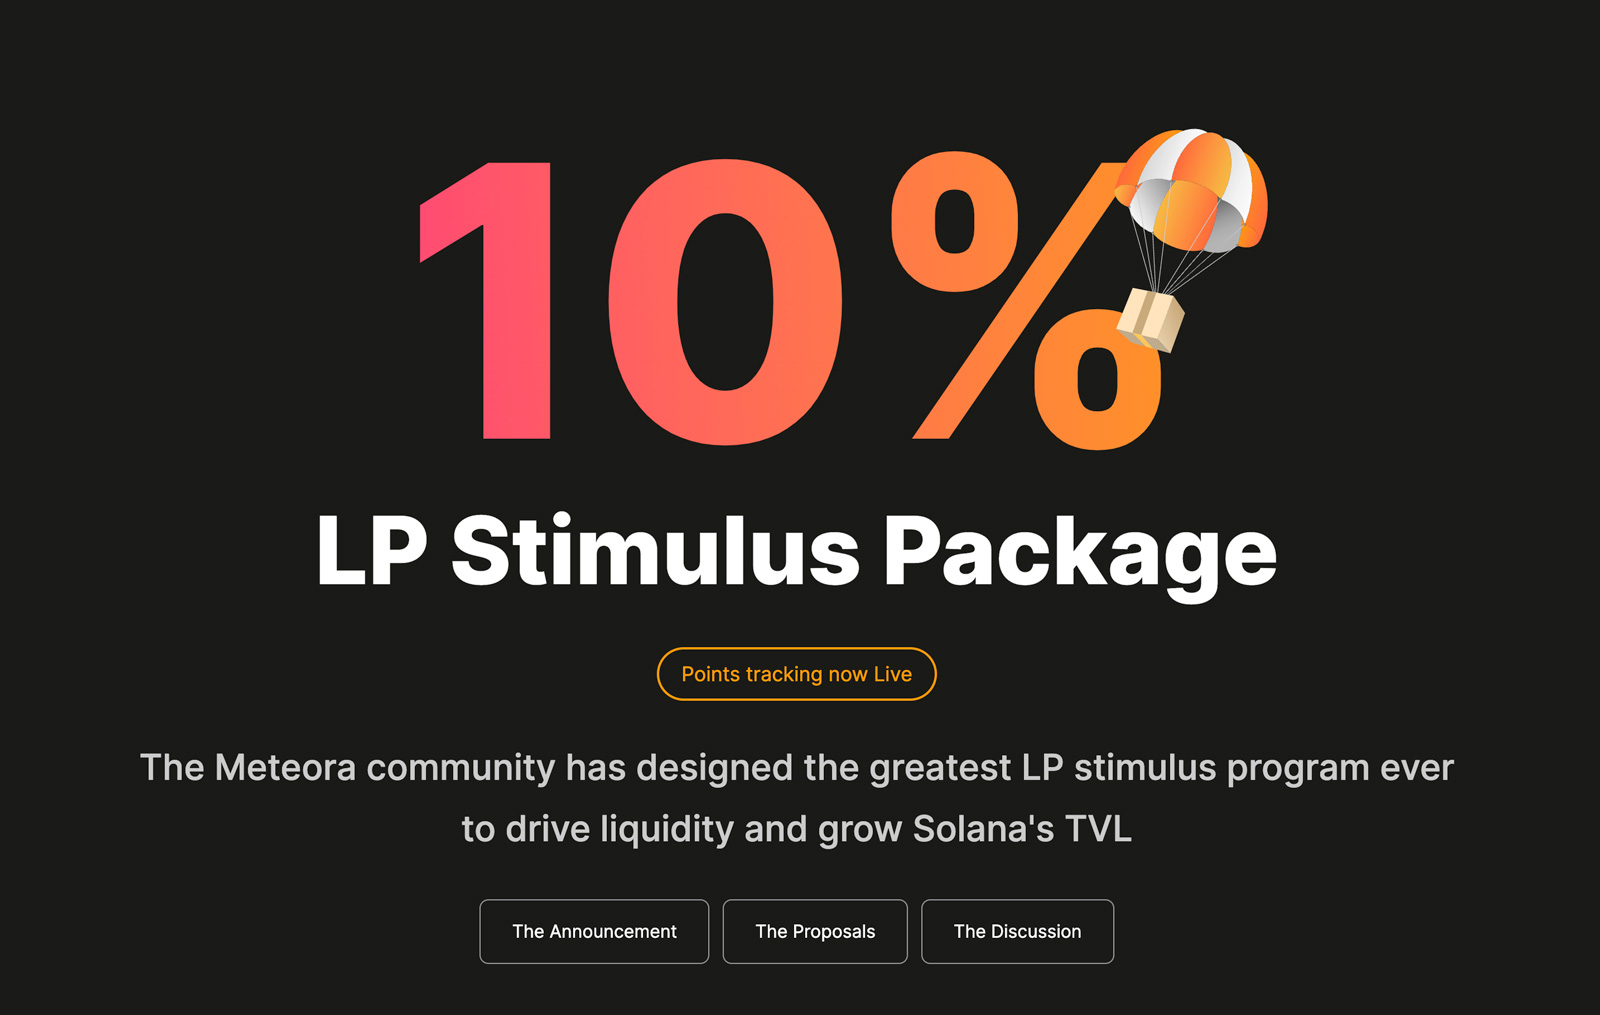 10%
LP Stimulus Package
Points tracking now Live
The Meteora community has designed the greatest LP stimulus program ever
to drive liquidity and grow Solana's TVL
The Announcement
The Proposals
The Discussion